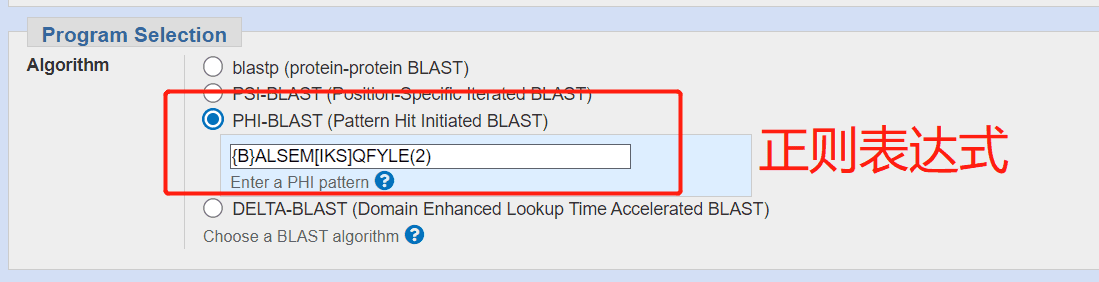 Program Selection
Algorithm
blastp (protein-protein BLAST)
PSI-BLAST (Position-Specific Iterated BLAST)
PHI-BLAST (Pattern Hit Initiated BLAST)
{B}ALSEM[IKS]QFYLE(2)
Enter a PHI pattern ?
正则表达式
DELTA-BLAST (Domain Enhanced Lookup Time Accelerated BLAST)
Choose a BLAST algorithm ?